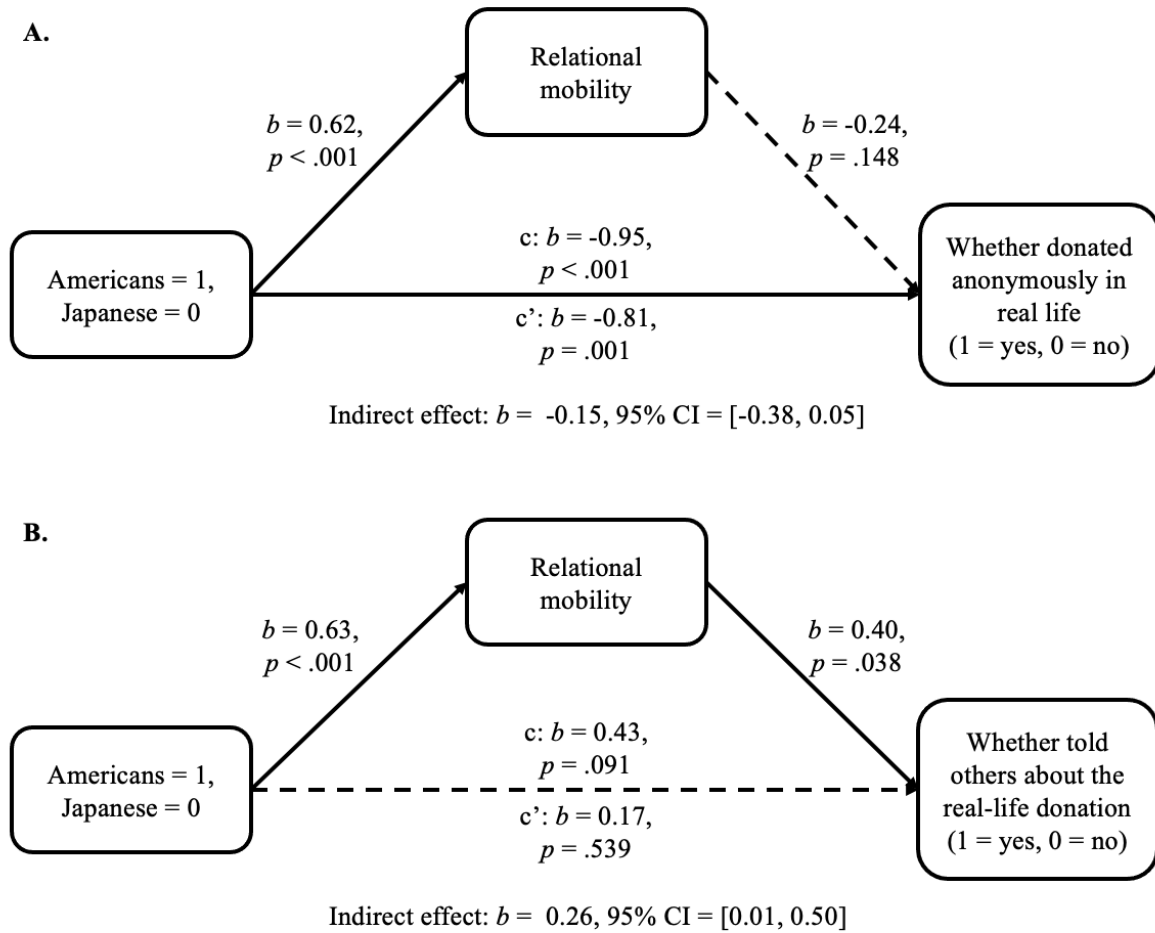 A.
Relational
mobility
b = 0.62,
p < .001
b = -0.24,
p = .148
Americans = 1,
Japanese = 0
c: b = -0.95,
p < .001
c’: b = -0.81,
p = .001
Whether donated
anonymously in
real life
(1 = yes, 0 = no)
Indirect effect: b = -0.15, 95% CI = [-0.38, 0.05]
B.
Relational
mobility
b = 0.63,
p < .001
b = 0.40,
p = .038
Americans = 1,
Japanese = 0
c: b = 0.43,
p = .091
c’: b = 0.17,
p = .539
Whether told
others about the
real-life donation
(1 = yes, 0 = no)
Indirect effect: b = 0.26, 95% CI = [0.01, 0.50]